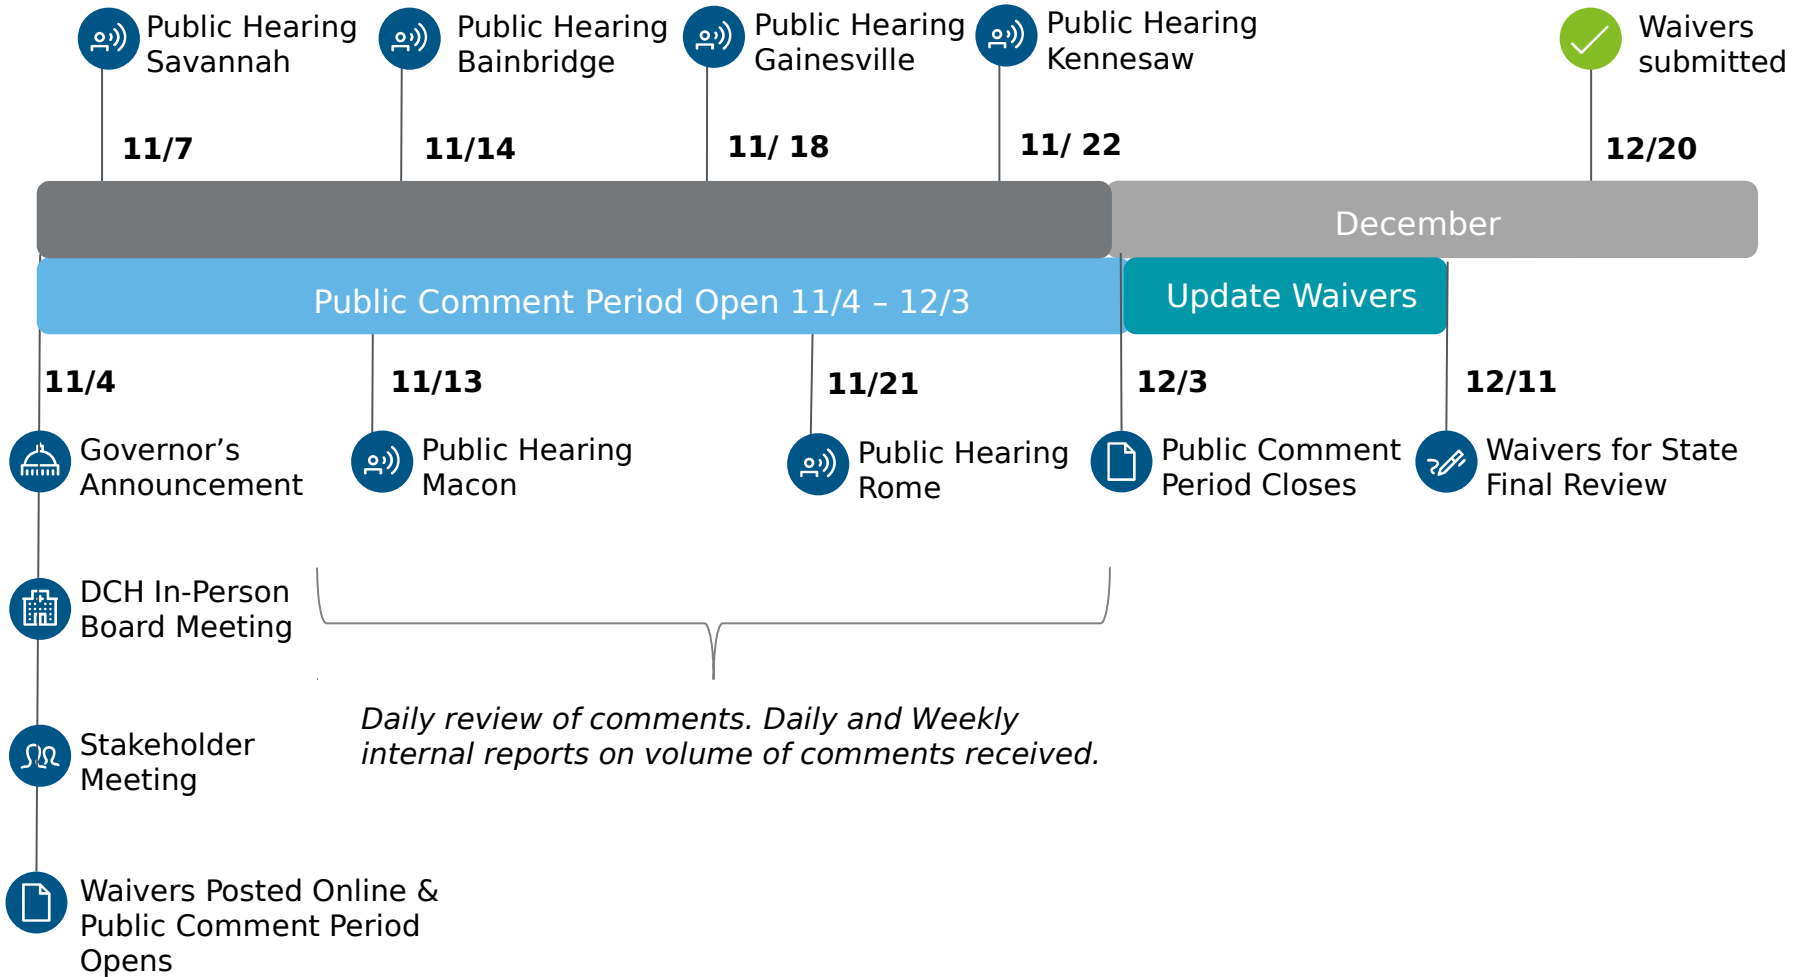 Public Hearing
Savannah
Public Hearing
Bainbridge
Public Hearing
Gainesville
Public Hearing
Kennesaw
Waivers
submitted
11/7
11/14
11/ 18
11/ 22
12/20
December
Public Comment Period Open 11/4 – 12/3
Update Waivers
11/4
11/13
11/21
12/3
12/11
Governor’s
Announcement
Public Hearing
Macon
Public Hearing
Rome
Public Comment
Period Closes
Waivers for State
Final Review
DCH In-Person
Board Meeting
Daily review of comments. Daily and Weekly
internal reports on volume of comments received.
Stakeholder
Meeting
Waivers Posted Online &
Public Comment Period
Opens